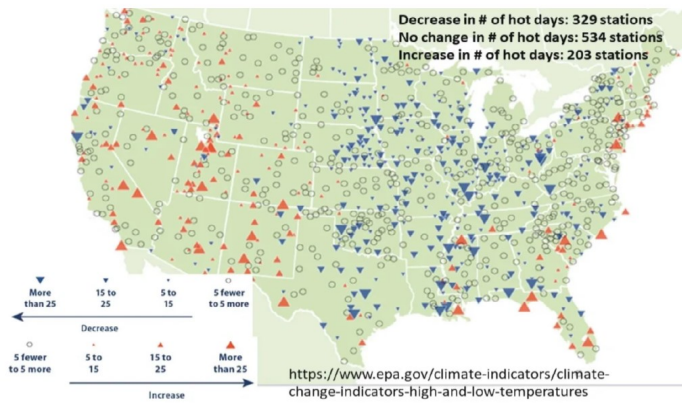 Decrease in # of hot days: 329 stations
No change in # of hot days: 534 stations
Increase in # of hot days: 203 stations
More than 25
15 to 25
5 to 15
5 fewer to 5 more
Decrease
5 fewer to 5 more
5 to 15
15 to 25
More than 25
Increase
https://www.epa.gov/climate-indicators/climate-
change-indicators-high-and-low-temperatures